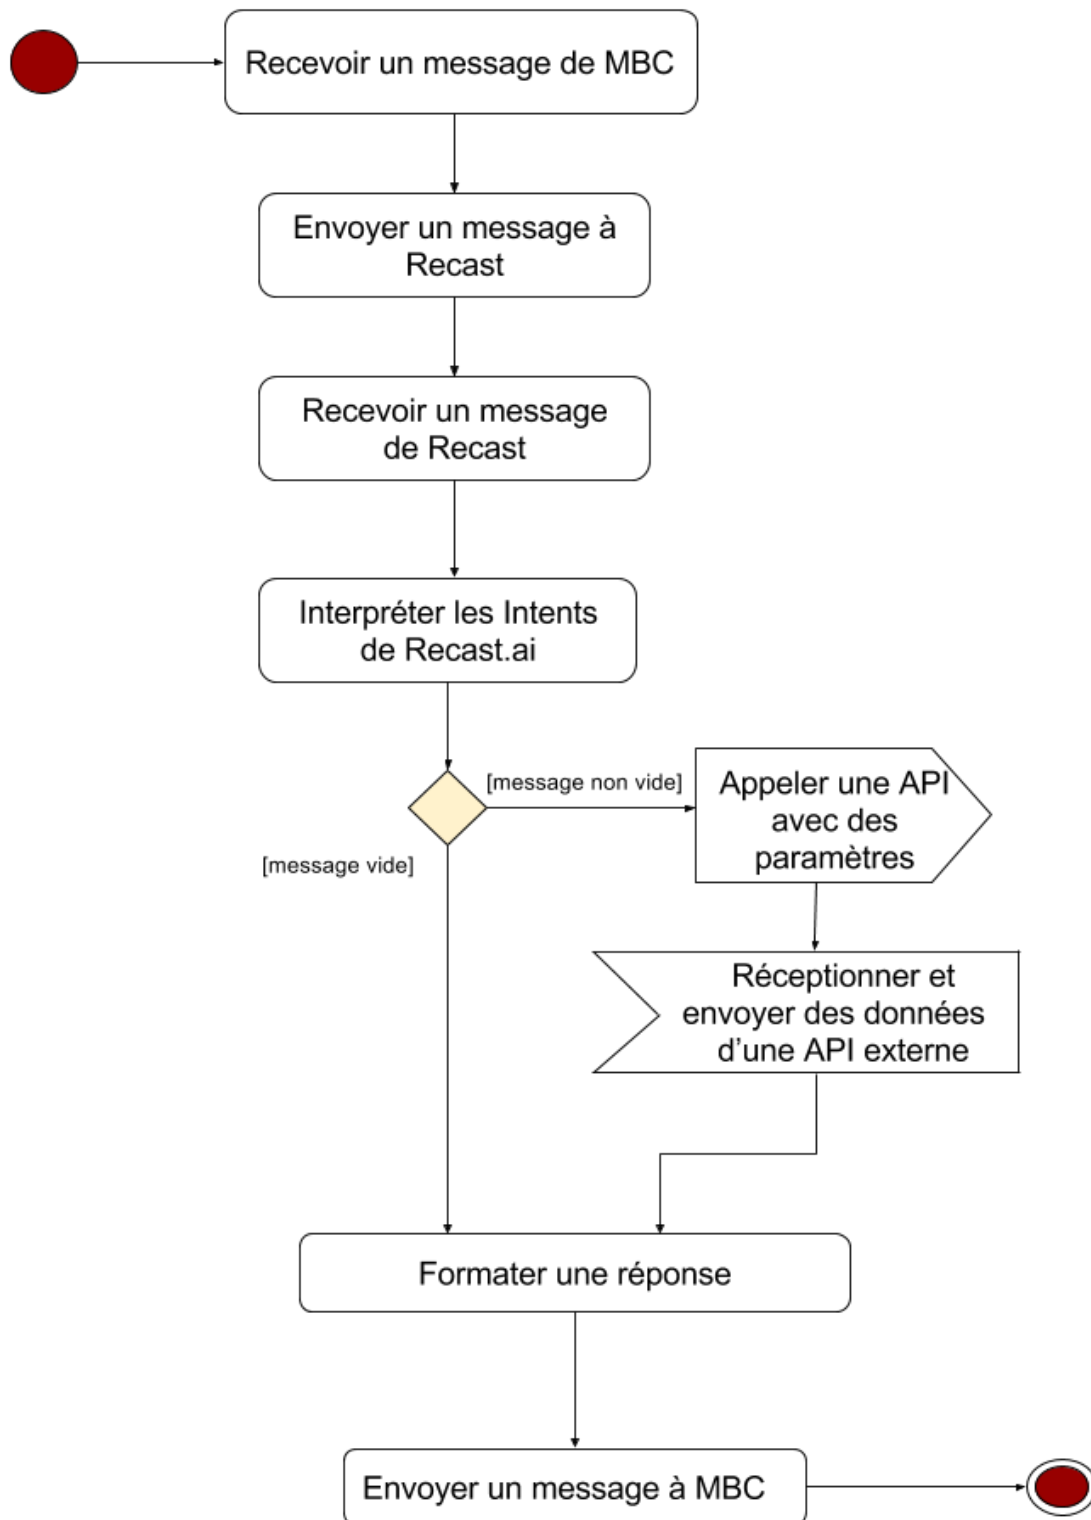 Recevoir un message de MBC
Envoyer un message à
Recast
Recevoir un message
de Recast
Interpréter les Intents
de Recast.ai
[message non vide]
Appeler une API
avec des
paramètres
[message vide]
Réceptionner et
envoyer des données
d’une API externe
Formater une réponse
Envoyer un message à MBC